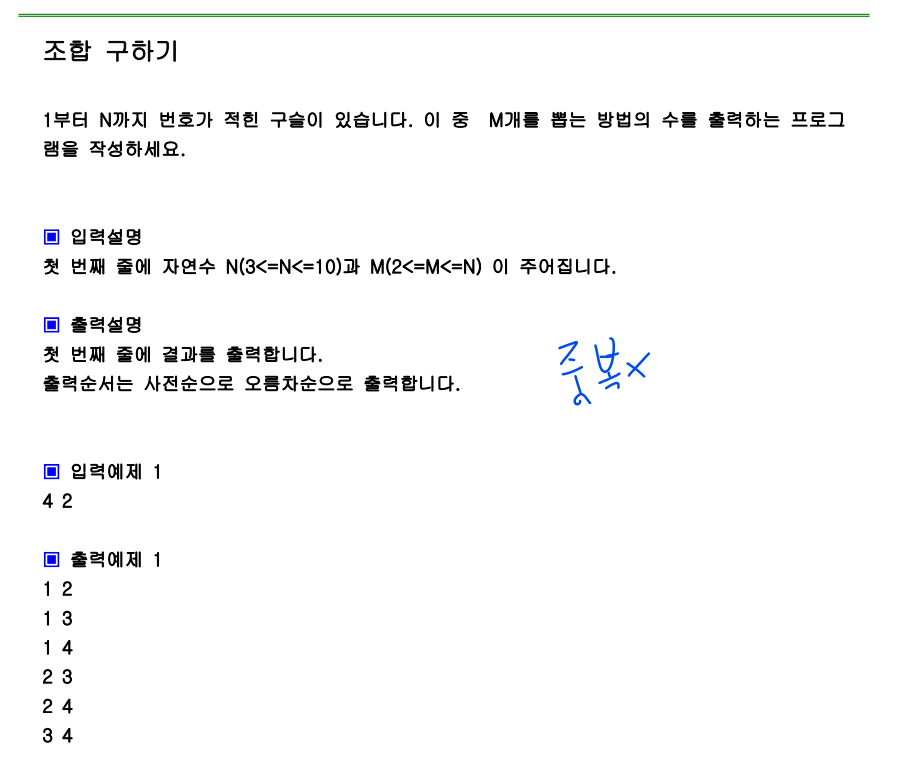 조합 구하기
1부터 N까지 번호가 적힌 구슬이 있습니다. 이 중 M개를 뽑는 방법의 수를 출력하는 프로그
램을 작성하세요.
▣ 입력설명
첫 번째 줄에 자연수 N(3<=N<=10)과 M(2<=M<=N) 이 주어집니다.
▣ 출력설명
첫 번째 줄에 결과를 출력합니다.
출력순서는 사전순으로 오름차순으로 출력합니다.
중복×
▣ 입력예제 1
4 2
▣ 출력예제 1
1 2
1 3
1 4
2 3
2 4
3 4